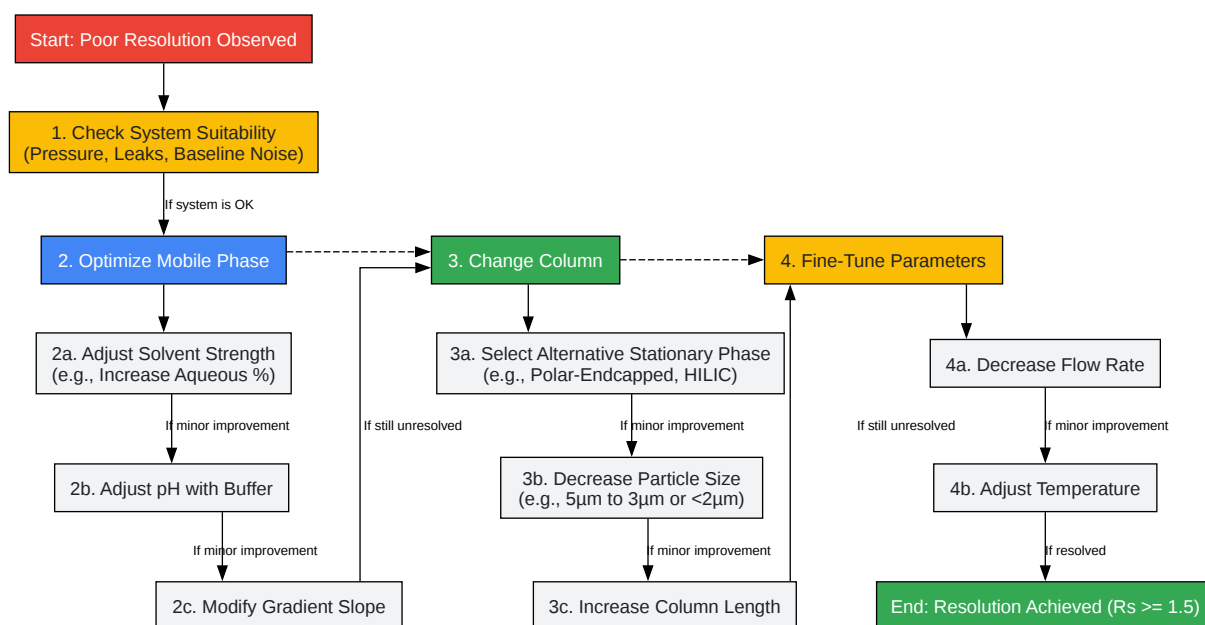 Start: Poor Resolution Observed
1. Check System Suitability
(Pressure, Leaks, Baseline Noise)
If system is OK
2. Optimize Mobile Phase
3. Change Column
4. Fine-Tune Parameters
2a. Adjust Solvent Strength
(e.g., Increase Aqueous %)
3a. Select Alternative Stationary Phase
(e.g., Polar-Endcapped, HILIC)
4a. Decrease Flow Rate
If minor improvement
If still unresolved
If minor improvement
If still unresolved
If minor improvement
2b. Adjust pH with Buffer
3b. Decrease Particle Size
(e.g., 5µm to 3µm or <2µm)
4b. Adjust Temperature
If minor improvement
If minor improvement
If resolved
2c. Modify Gradient Slope
3c. Increase Column Length
End: Resolution Achieved (Rs >= 1.5)